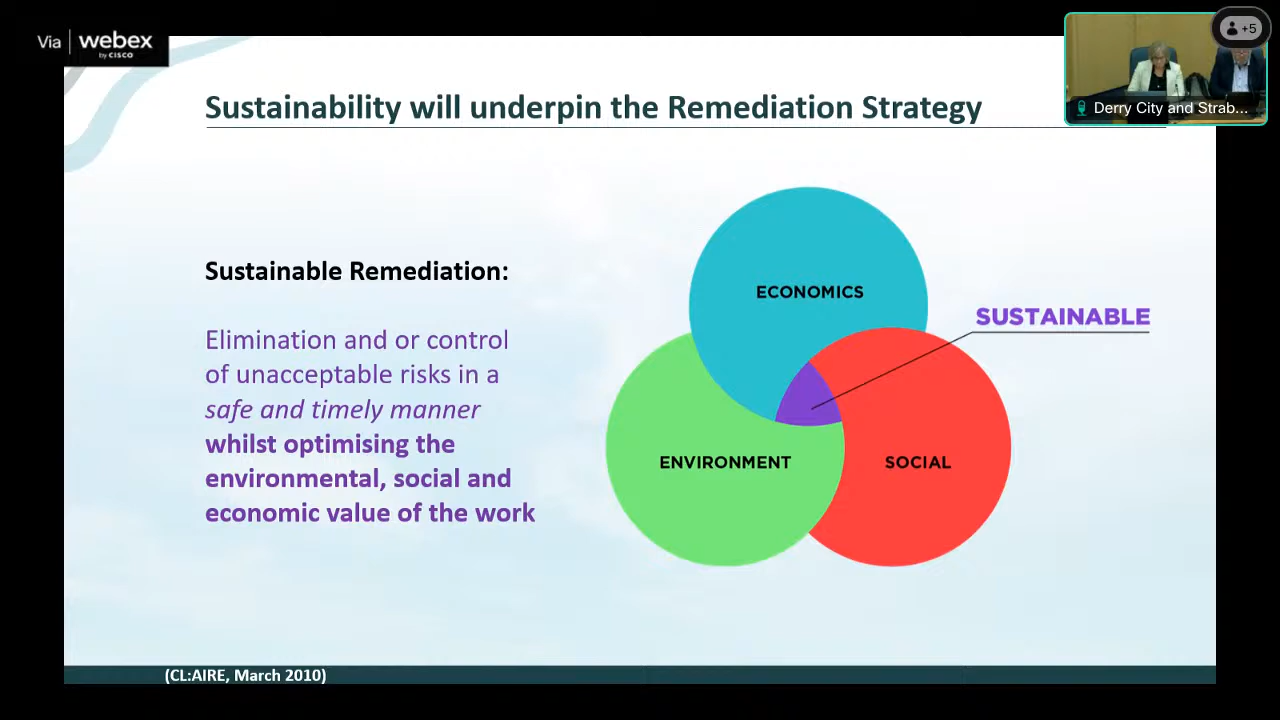 Via webex
by CISCO
+5
Derry City and Strab...
Sustainability will underpin the Remediation Strategy
Sustainable Remediation:
Elimination and or control
of unacceptable risks in a
safe and timely manner
whilst optimising the
environmental, social and
economic value of the work
ECONOMICS
SUSTAINABLE
ENVIRONMENT
SOCIAL
(CL:AIRE, March 2010)